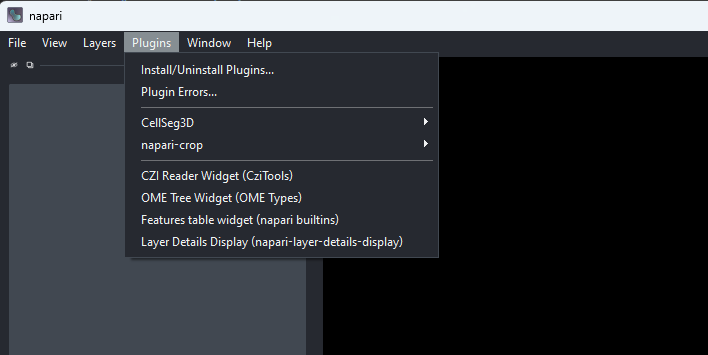 napari
File View Layers Plugins Window Help
Install/Uninstall Plugins...
Plugin Errors...
CellSeg3D
napari-crop
CZI Reader Widget (CziTools)
OME Tree Widget (OME Types)
Features table widget (napari builtins)
Layer Details Display (napari-layer-details-display)